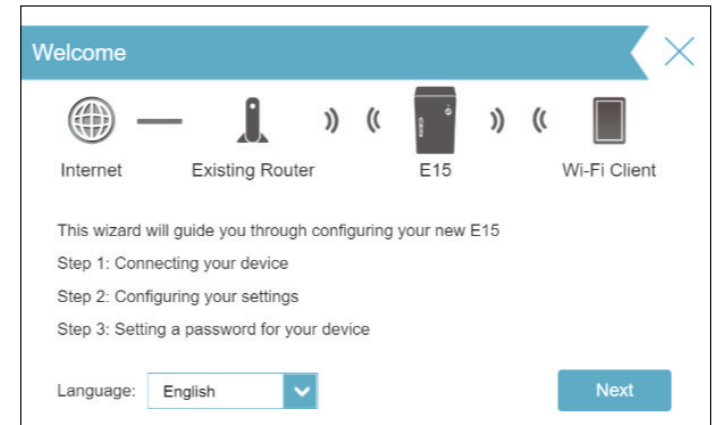 Welcome
Internet
Existing Router
E15
Wi-Fi Client
This wizard will guide you through configuring your new E15
Step 1: Connecting your device
Step 2: Configuring your settings
Step 3: Setting a password for your device
Language: English
Next